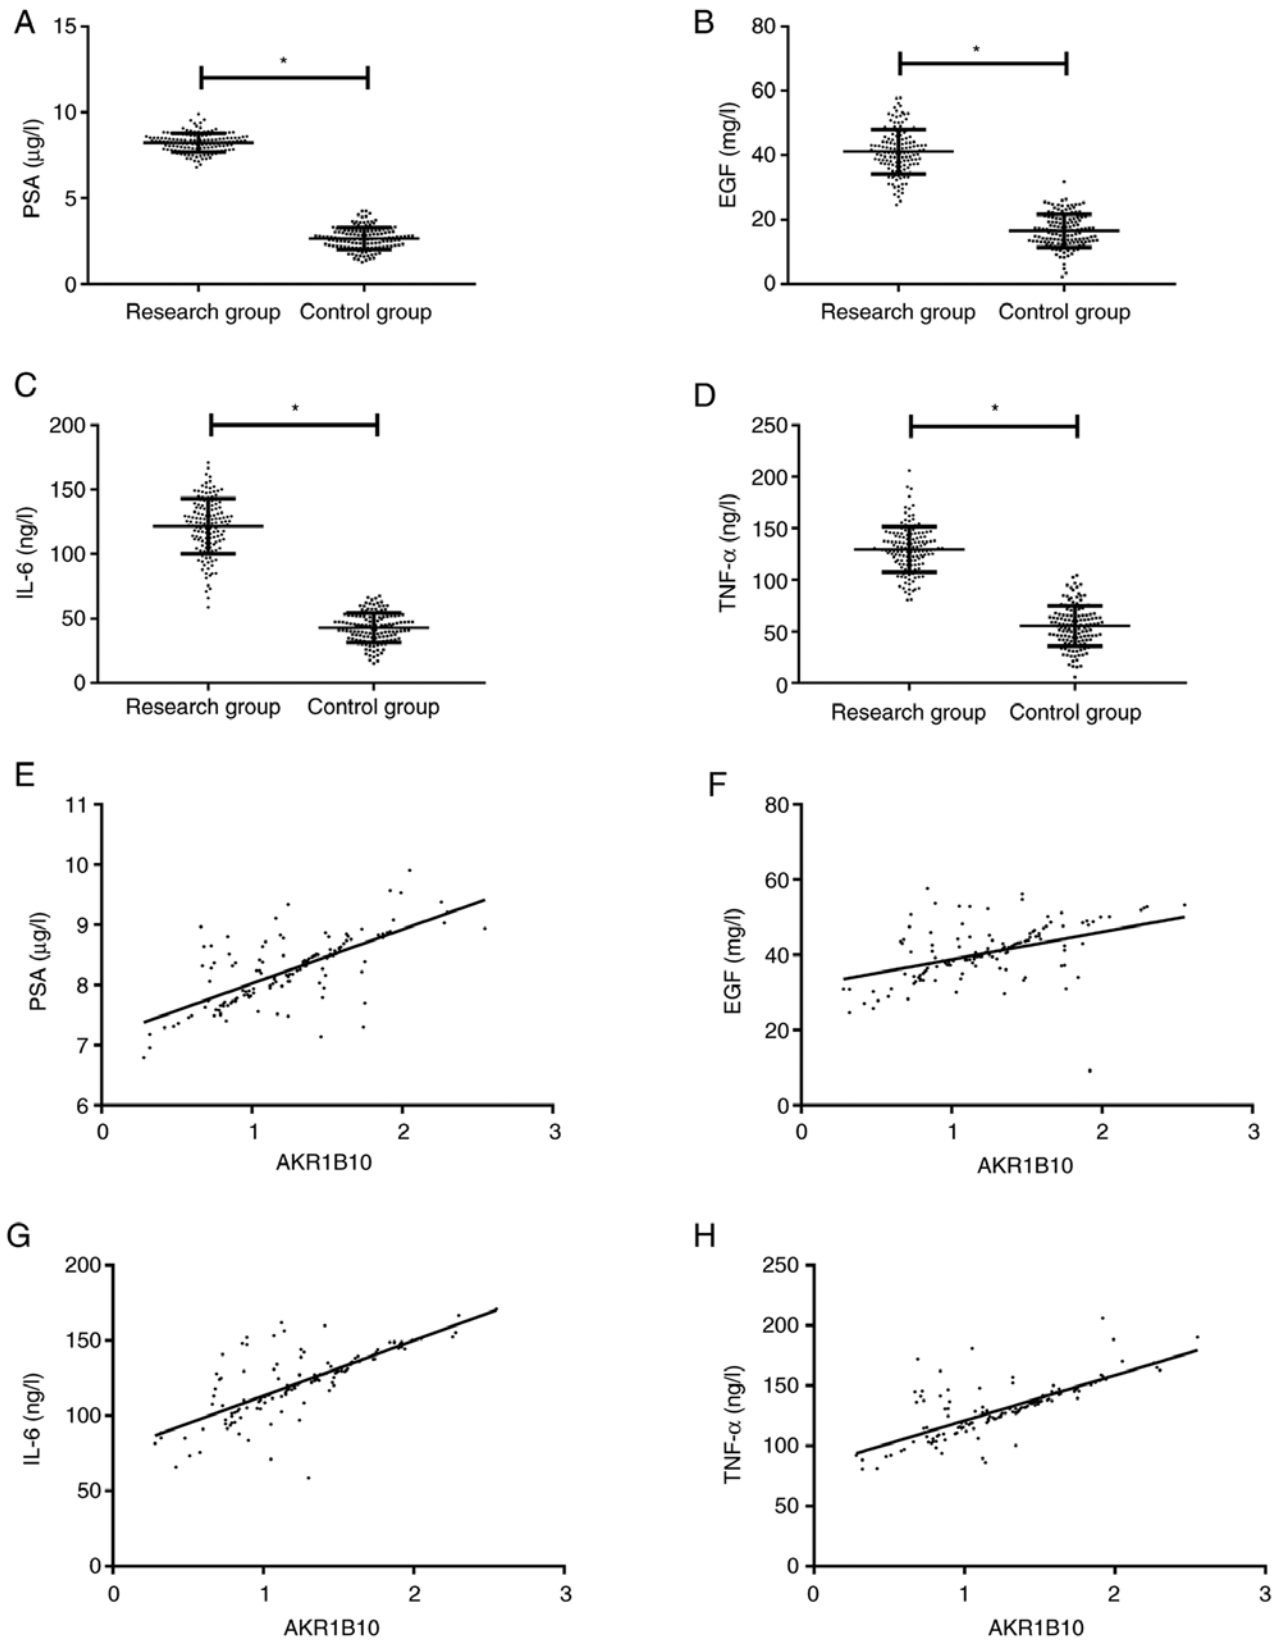 A
B
15
10
5
0
PSA (μg/l)
*
Research group
Control group
80
60
40
20
0
EGF (mg/l)
*
Research group
Control group
C
D
200
150
100
50
0
IL-6 (ng/l)
*
Research group
Control group
250
200
150
100
50
0
TNF-α (ng/l)
*
Research group
Control group
E
F
11
10
9
8
7
6
PSA (μg/l)
0
1
2
3
AKR1B10
80
60
40
20
0
EGF (mg/l)
0
1
2
3
AKR1B10
G
H
200
150
100
50
0
IL-6 (ng/l)
0
1
2
3
AKR1B10
250
200
150
100
50
0
TNF-α (ng/l)
0
1
2
3
AKR1B10